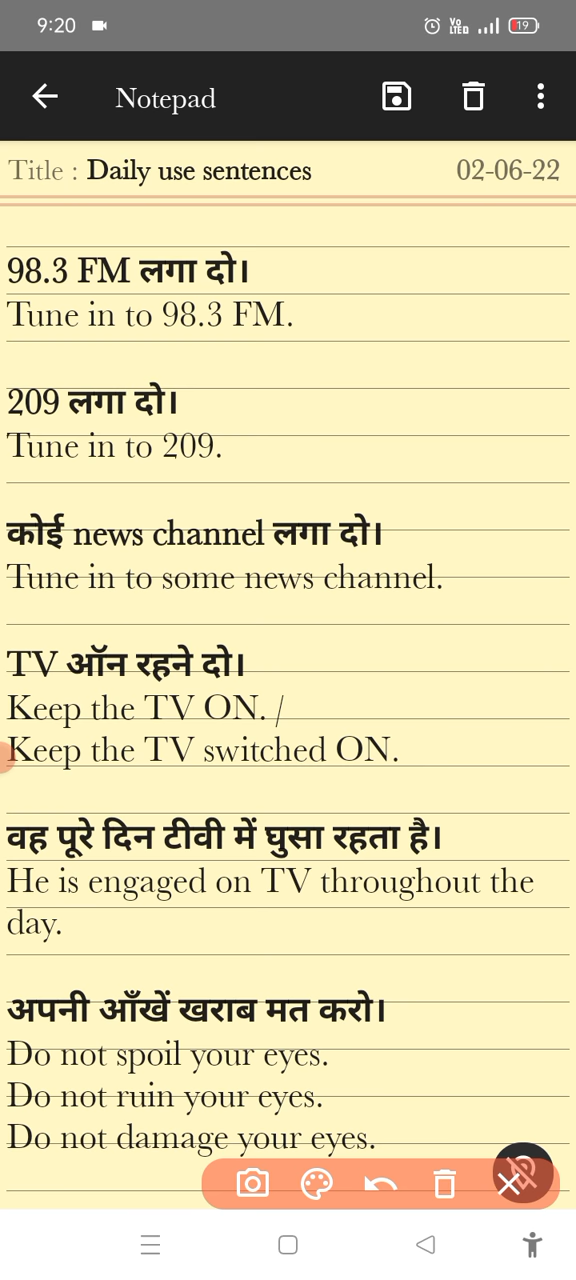 9:20
Vo
LTED
19
Notepad
Title : Daily use sentences 02-06-22
98.3 FM लगा दो।
Tune in to 98.3 FM.
209 लगा दो।
Tune in to 209.
कोई news channel लगा दो।
Tune in to some news channel.
TV ऑन रहने दो।
Keep the TV ON. /
Keep the TV switched ON.
वह पूरे दिन टीवी में घुसा रहता है।
He is engaged on TV throughout the
day.
अपनी आँखें खराब मत करो।
Do not spoil your eyes.
Do not ruin your eyes.
Do not damage your eyes.